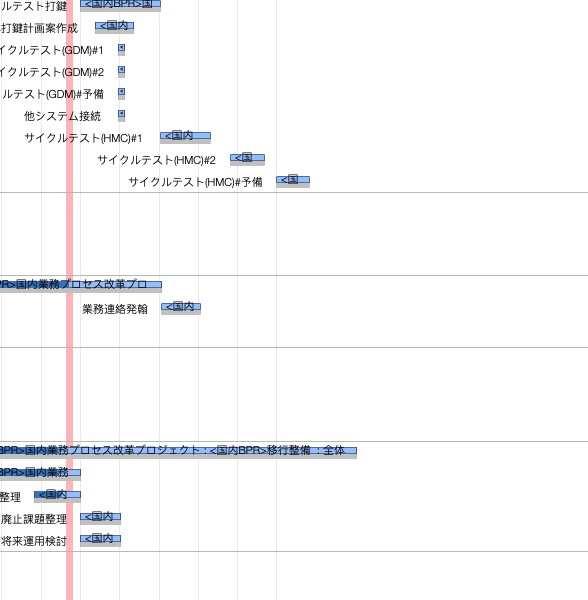 ルテスト打鍵 <国内BPR>国
打鍵計画案作成 <国内
イクルテスト(GDM)#1 <
イクルテスト(GDM)#2 <
ルテスト(GDM)#予備 <
他システム接続 <
サイクルテスト(HMC)#1 <国内
サイクルテスト(HMC)#2 <国
サイクルテスト(HMC)#予備 <国
PR>国内業務プロセス改革プロ
業務連絡発翰 <国内
BPR>国内業務プロセス改革プロジェクト : <国内BPR>移行整備 : 全体
BPR>国内業務
整理 <国内
廃止課題整理 <国内
将来運用検討 <国内